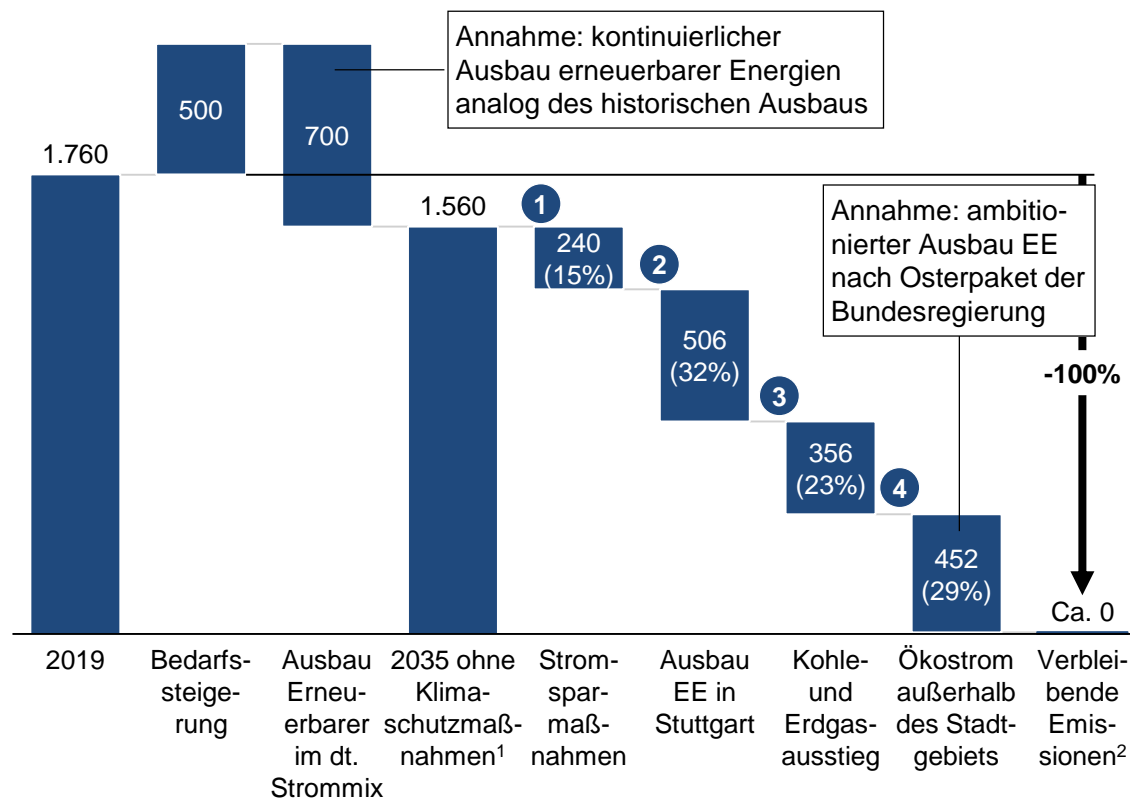 Annahme: kontinuierlicher
Ausbau erneuerbarer Energien
analog des historischen Ausbaus
500
700
1.760
1.560
1
240
(15%)
2
506
(32%)
3
356
(23%)
4
452
(29%)
Annahme: ambitio-
nierter Ausbau EE
nach Osterpaket der
Bundesregierung
-100%
Ca. 0
2019
Bedarfs-
steige-
rung
Ausbau
Erneu-
erbarer
im dt.
Strommix
2035 ohne
Klima-
schutzmaß-
nahmen¹
Strom-
spar-
maß-
nahmen
Ausbau
EE in
Stuttgart
Kohle-
und
Erdgas-
ausstieg
Ökostrom
außerhalb
des Stadt-
gebiets
Verblei-
bende
Emis-
sionen²